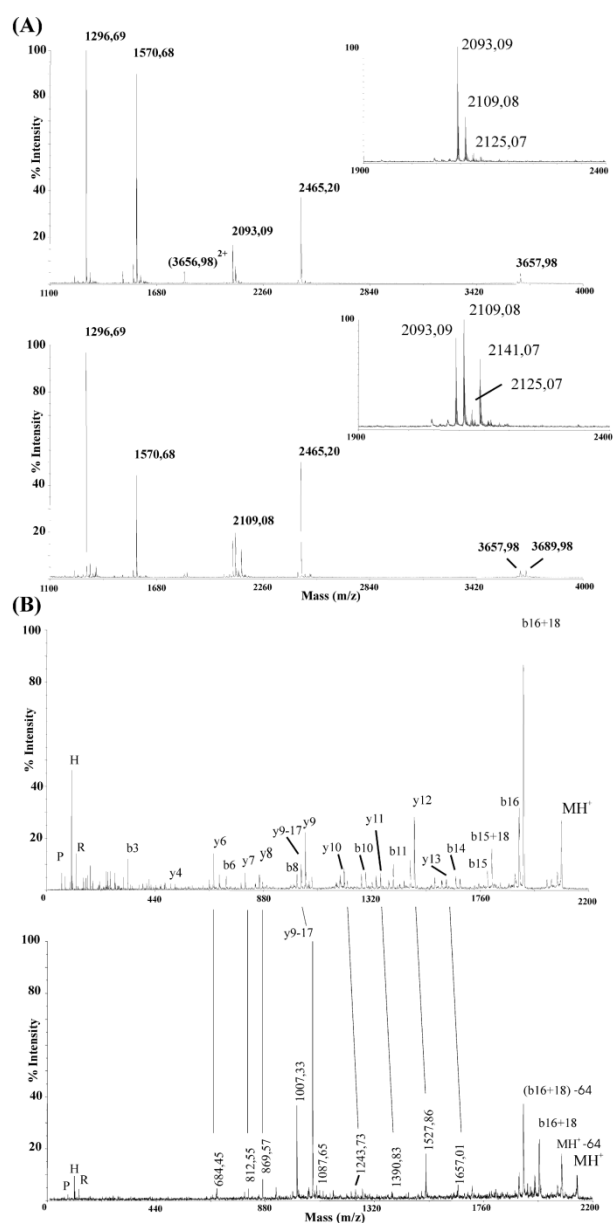 (A)
100
80
60
40
20
% Intensity
1296,69
1570,68
(3656,98)2+
2093,09
2465,20
3657,98
1100 1680 2260 2840 3420 4000
100
2093,09
2109,08
2125,07
1900 2400
100
80
60
40
20
% Intensity
1296,69
1570,68
2109,08
2465,20
3657,98 3689,98
1100 1680 2260 2840 3420 4000
Mass (m/z)
100
2109,08
2093,09
2141,07
2125,07
1900 2400
(B)
100
80
60
40
20
% Intensity
P
H
R
b3
y4
y6
b6
y7
y8
b8
y9-17
y9
y10
b10
y11
b11
y12
y13
b14
b15
b15+18
b16
b16+18
MH+
0 440 880 1320 1760 2200
100
80
60
40
20
% Intensity
y9-17
P
H
R
684,45
812,55
869,57
1007,33
1087,65
1243,73
1390,83
1527,86
1657,01
(b16+18) -64
b16+18
MH+ -64
MH+
0 440 880 1320 1760 2200
Mass (m/z)